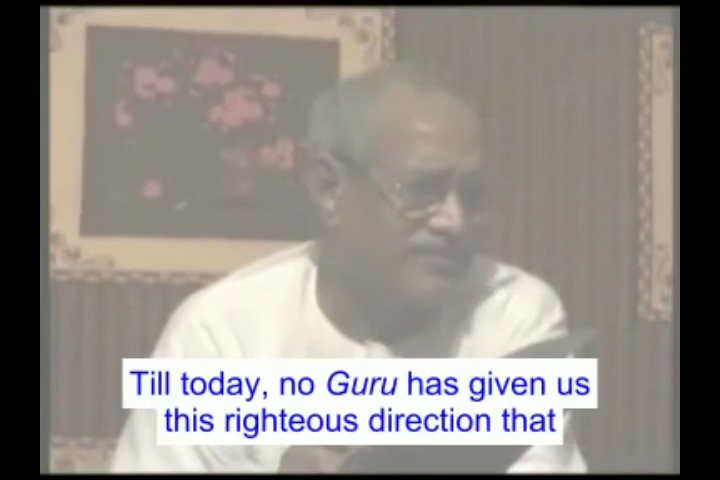 Till today, no Guru has given us
this righteous direction that